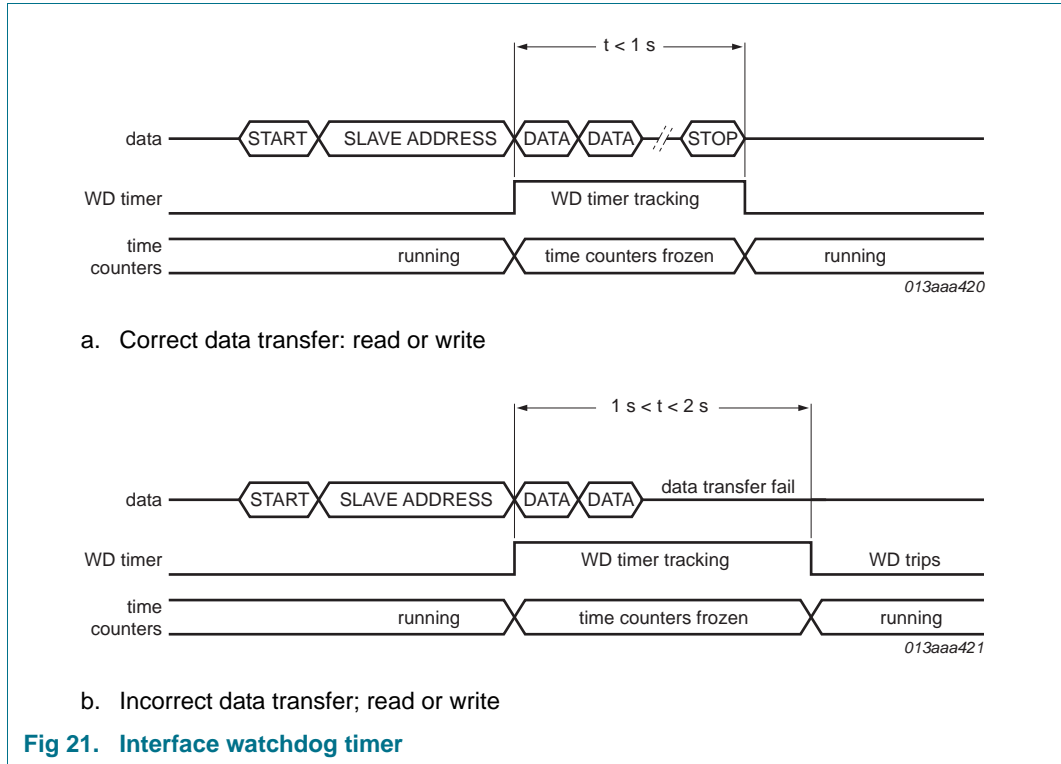 t < 1 s
data START SLAVE ADDRESS DATA DATA STOP
WD timer WD timer tracking
time
counters running time counters frozen running
013aaa420
a. Correct data transfer: read or write
1 s < t < 2 s
data START SLAVE ADDRESS DATA DATA data transfer fail
WD timer WD timer tracking WD trips
time
counters running time counters frozen running
013aaa421
b. Incorrect data transfer; read or write
Fig 21. Interface watchdog timer